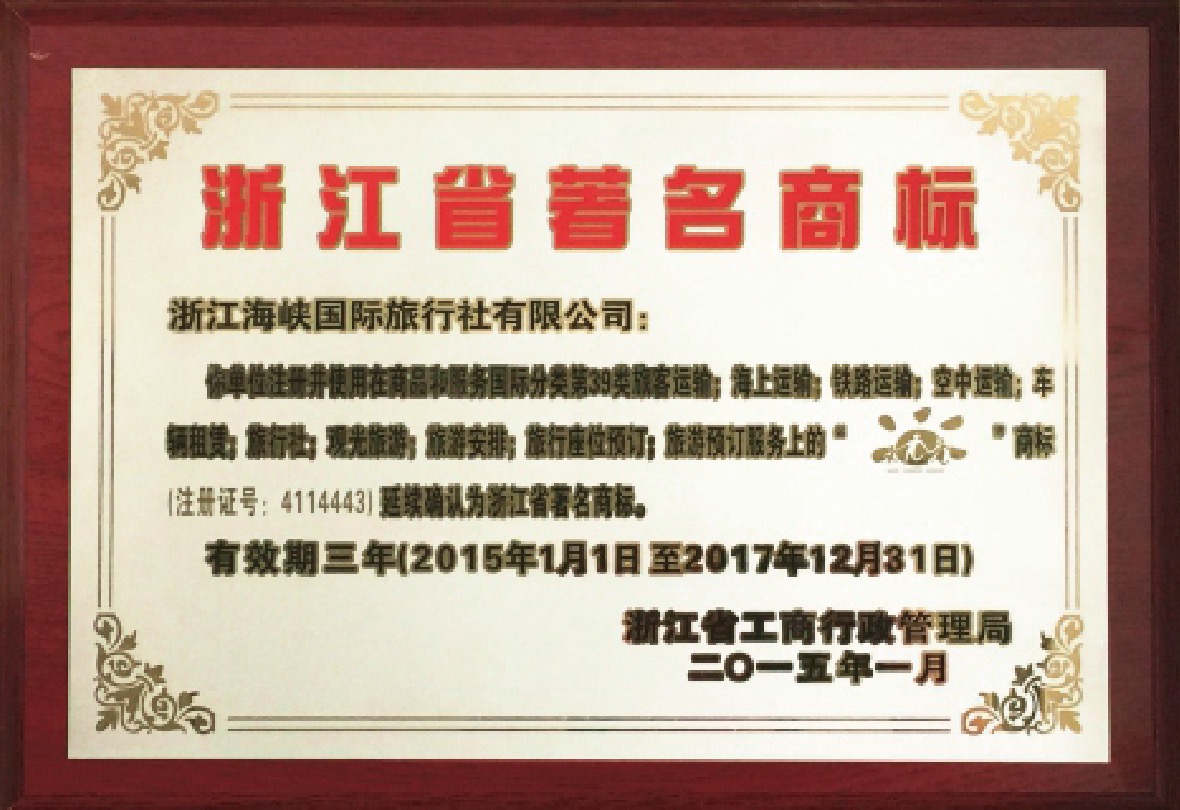 浙江省著名商标
浙江海峡国际旅行社有限公司：
你单位注册并使用在商品和服务国际分类第39类旅客运输；海上运输；铁路运输；空中运输；车
辆租赁；旅行社；观光旅游；旅游安排；旅行座位预订；旅游预订服务上的“ ”商标
(注册证号：4114443)延续确认为浙江省著名商标。
有效期三年(2015年1月1日至2017年12月31日)
浙江省工商行政管理局
二〇一五年一月